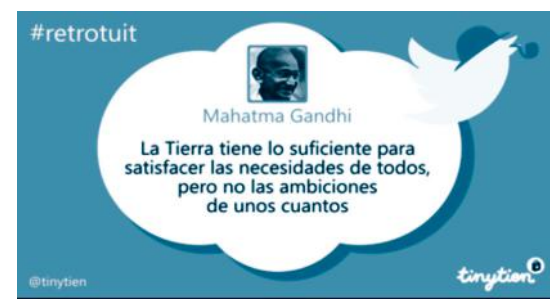 #retrotuit
Mahatma Gandhi
La Tierra tiene lo suficiente para
satisfacer las necesidades de todos,
pero no las ambiciones
de unos cuantos
@tinytien
tinytien